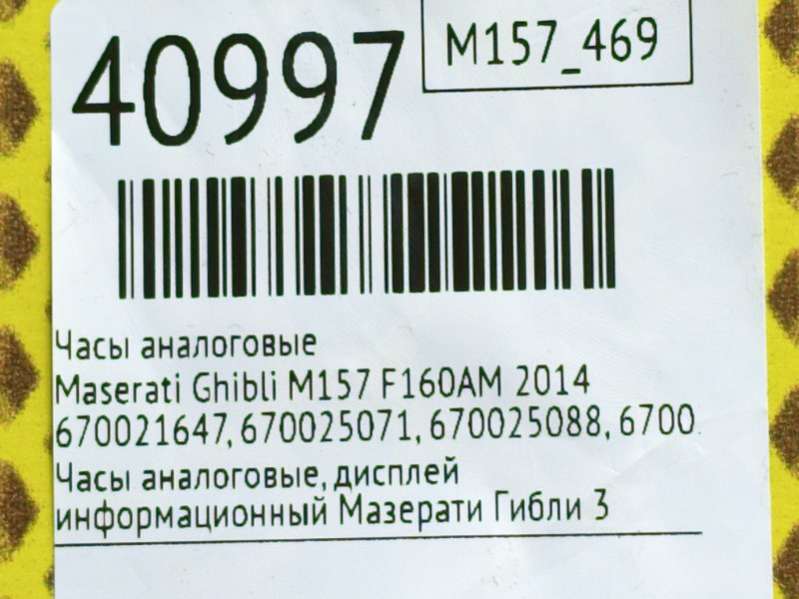 40997
M157_469
Часы аналоговые
Maserati Ghibli M157 F160AM 2014
670021647, 670025071, 670025088, 6700
Часы аналоговые, дисплей
информационный Мазерати Гибли 3